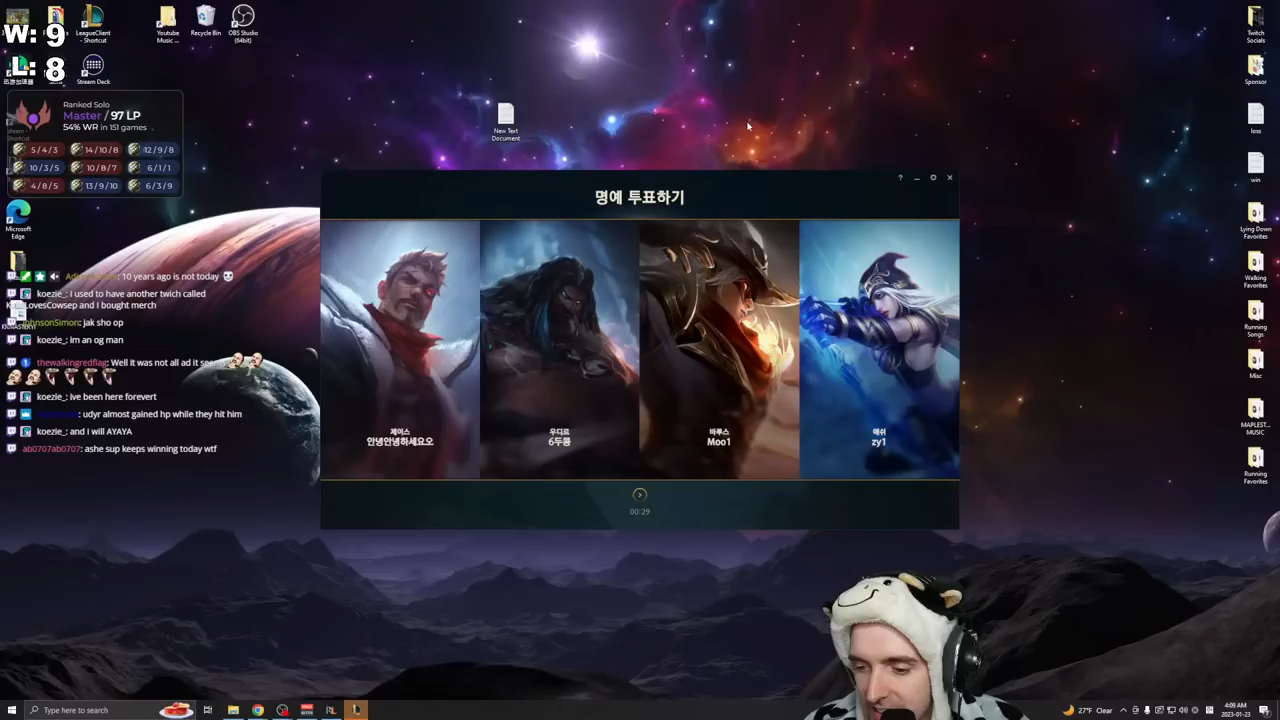 W: 9
L: 8
LeagueClient - Shortcut
Youtube Music ...
Recycle Bin
OBS Studio (64bit)
Stream Deck
Ranked Solo
Master / 97 LP
54% WR in 151 games
5 / 4 / 3
14 / 10 / 8
12 / 9 / 8
10 / 3 / 5
10 / 8 / 7
6 / 1 / 1
4 / 8 / 5
13 / 9 / 10
6 / 3 / 9
New Text Document
Microsoft Edge
: 10 years ago is not today
koezie_: I used to have another twitch called
LovesCowsep and I bought merch
JohnsonSimon: jak sho op
koezie_: im an og man
thewalkingredflag: Well it was not all ad it
koezie_: ive been here forevert
: udyr almost gained hp while they hit him
koezie_: and i will AYAYA
ab0707ab0707: ashe sup keeps winning today wtf
명예 투표하기
제이스
안녕안녕하세요오
우디르
6두콩
바루스
Moo1
애쉬
zy1
00:29
Twitch Socials
Sponsor
loss
win
Lying Down Favorites
Walking Favorites
Running Songs
Misc
MAPLEST... MUSIC
Running Favorites
Type here to search
27°F Clear
4:09 AM
2023-01-23